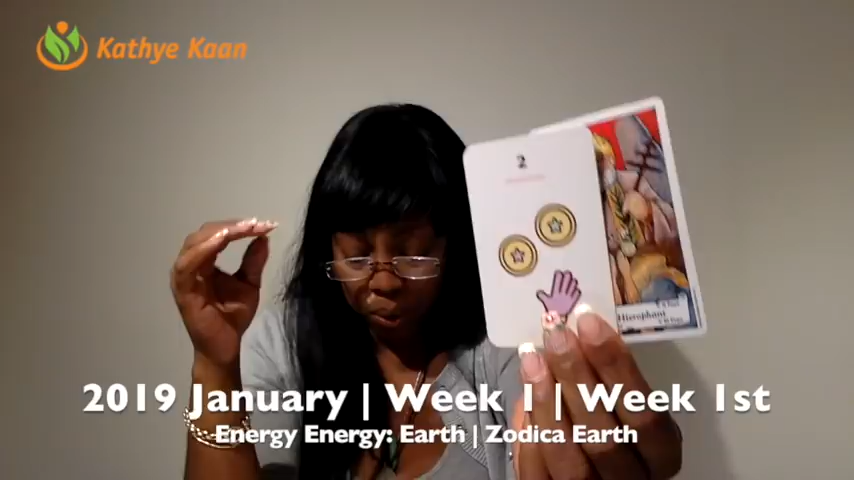 Kathye Kaan
2
Hierophant
2019 January | Week 1 | Week 1st
Energy Energy: Earth | Zodica Earth